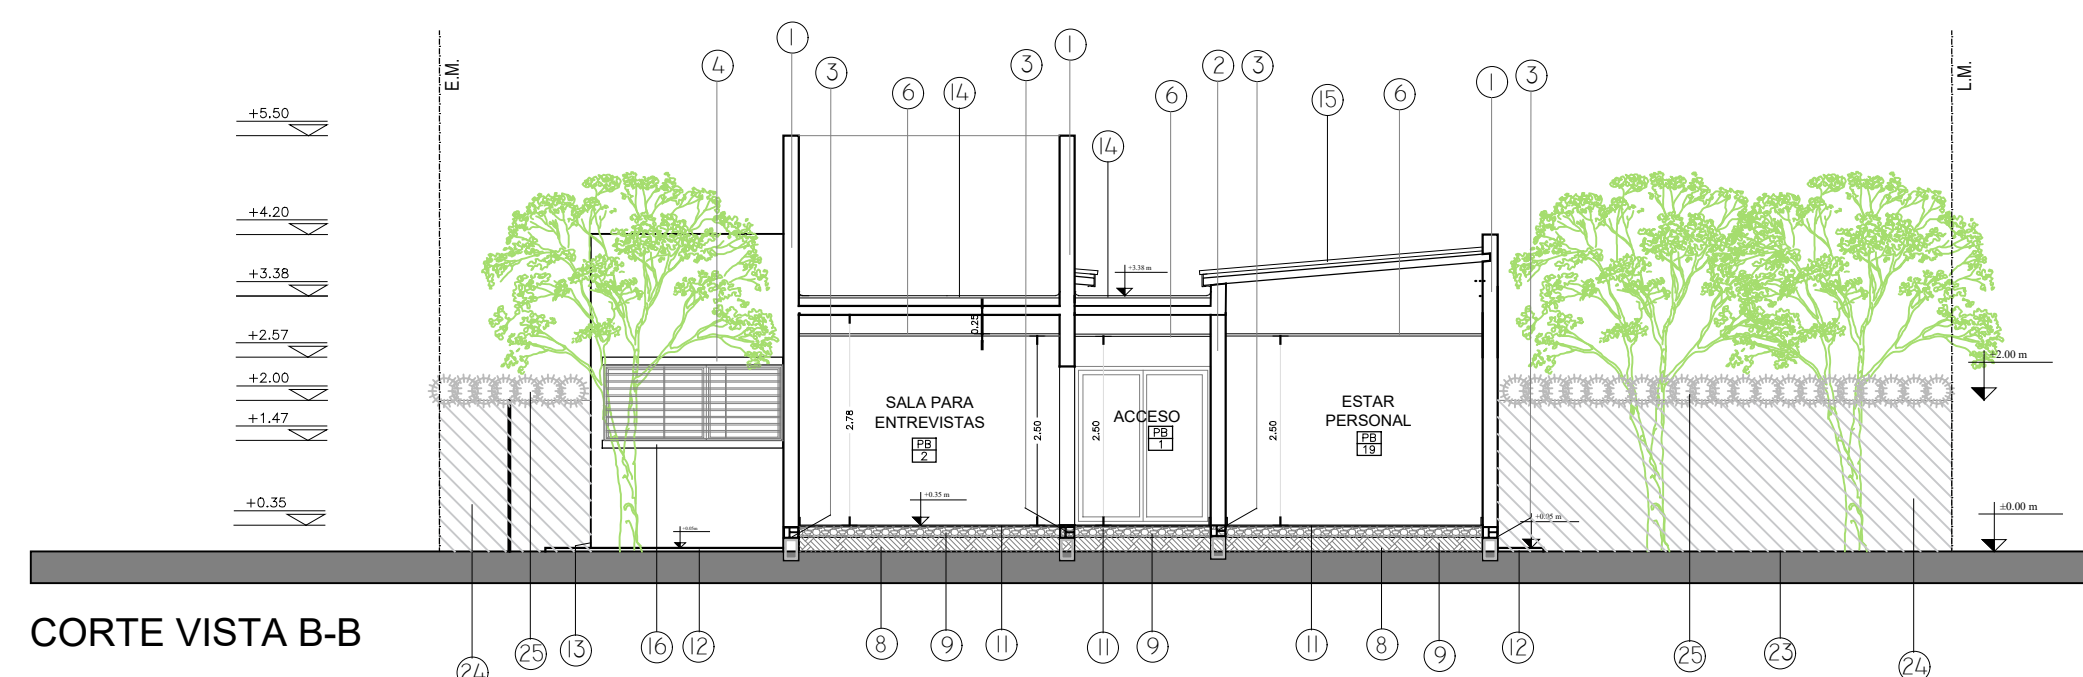 1
1
4
3
3
2
3
1
3
E.M.
L.M.
6
14
6
15
6
14
+5.50
+4.20
+3.38
+3.38 m
+2.57
0.25
+2.00
+2.00 m
+1.47
2.78
SALA PARA
ENTREVISTAS
PB
2
2.50
2.50
ACCESO
PB
1
2.50
ESTAR
PERSONAL
PB
19
+0.35
+0.35 m
+0.05m
+0.05 m
±0.00 m
CORTE VISTA B-B
24
25
13
16
12
8
9
11
11
9
11
8
9
12
25
23
24